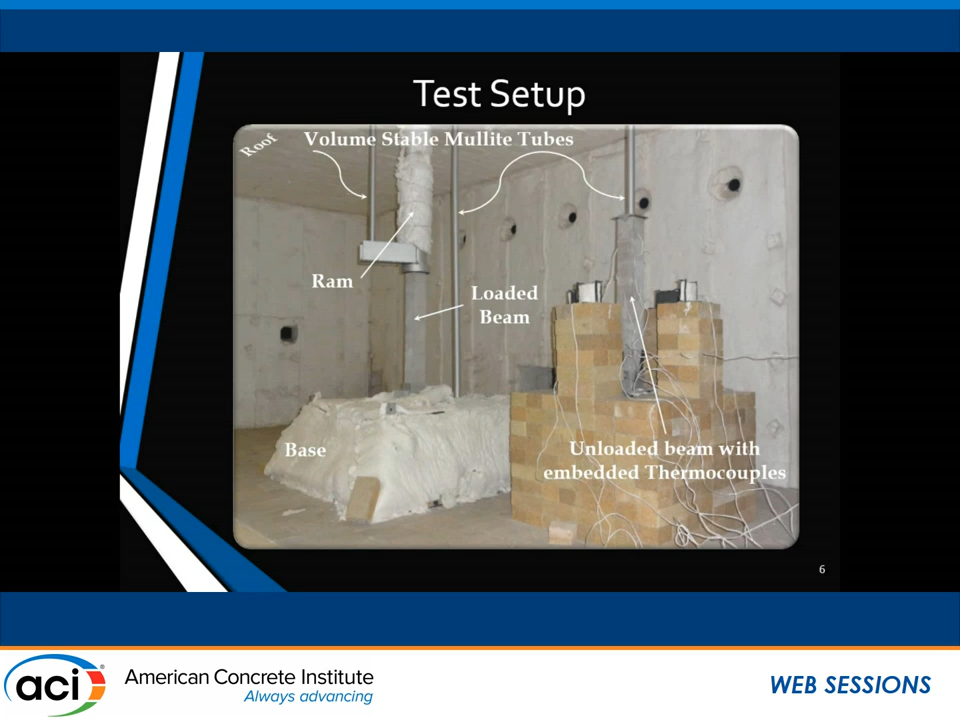 Test Setup
Roof
Volume Stable Mullite Tubes
Ram
Loaded
Beam
Base
Unloaded beam with
embedded Thermocouples
6
aci®
American Concrete Institute
Always advancing
WEB SESSIONS